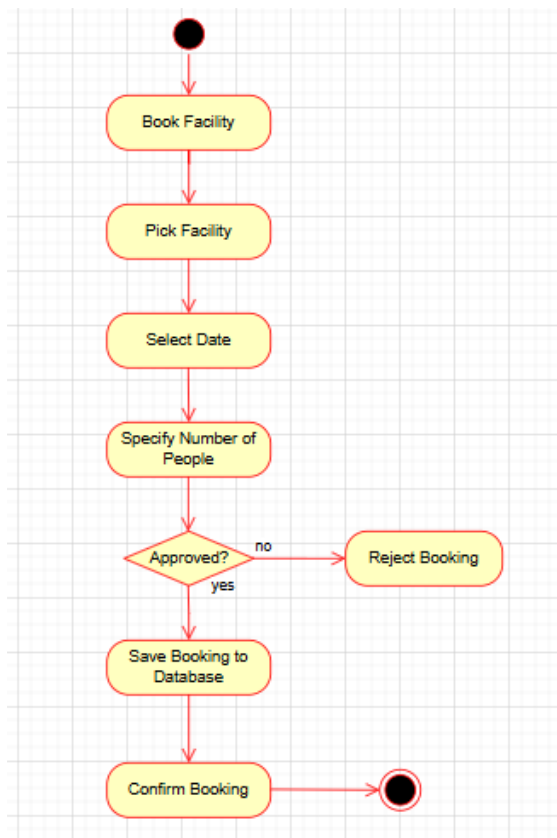 Book Facility
Pick Facility
Select Date
Specify Number of
People
Approved?
no
Reject Booking
yes
Save Booking to
Database
Confirm Booking